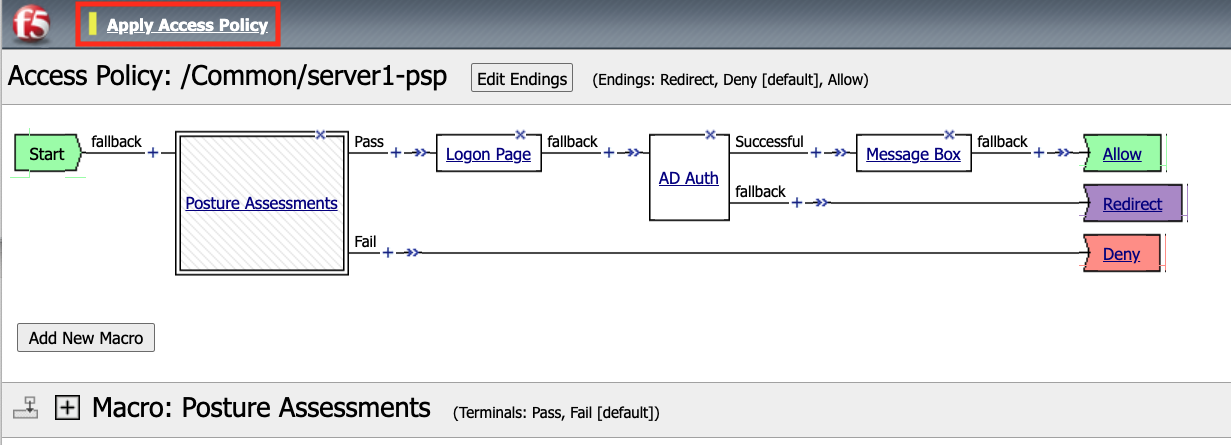 f5 Apply Access Policy
Access Policy: /Common/server1-psp Edit Endings (Endings: Redirect, Deny [default], Allow)
Start fallback + Posture Assessments Pass + Logon Page fallback + AD Auth Successful + Message Box fallback + Allow
fallback + Redirect
Fail + Deny
Add New Macro
+ Macro: Posture Assessments (Terminals: Pass, Fail [default])